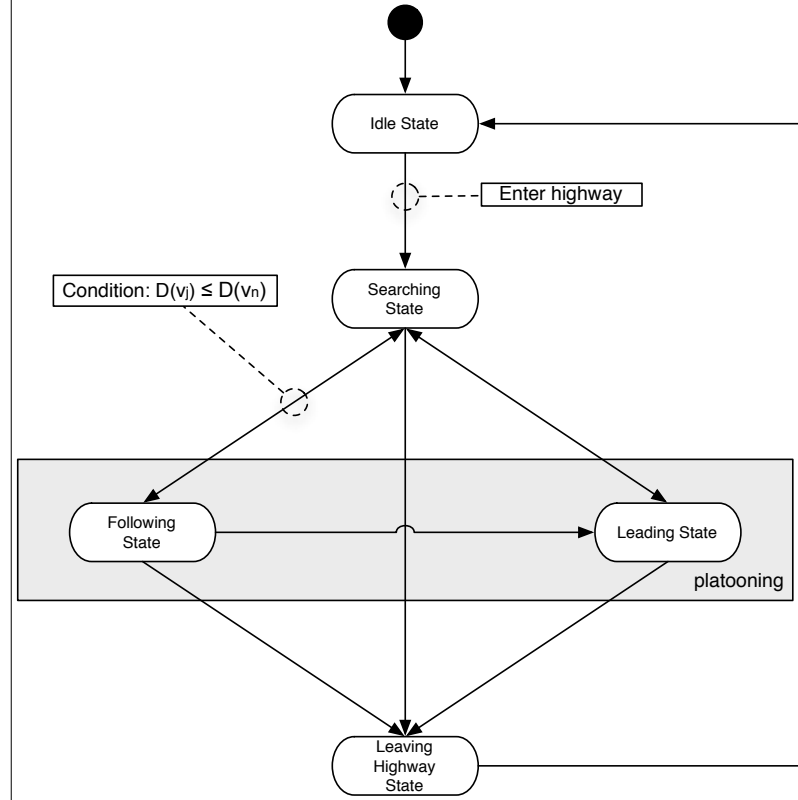 Idle State
Enter highway
Searching
State
Condition: D(vj) ≤ D(vn)
Following
State
Leading State
platooning
Leaving
Highway
State